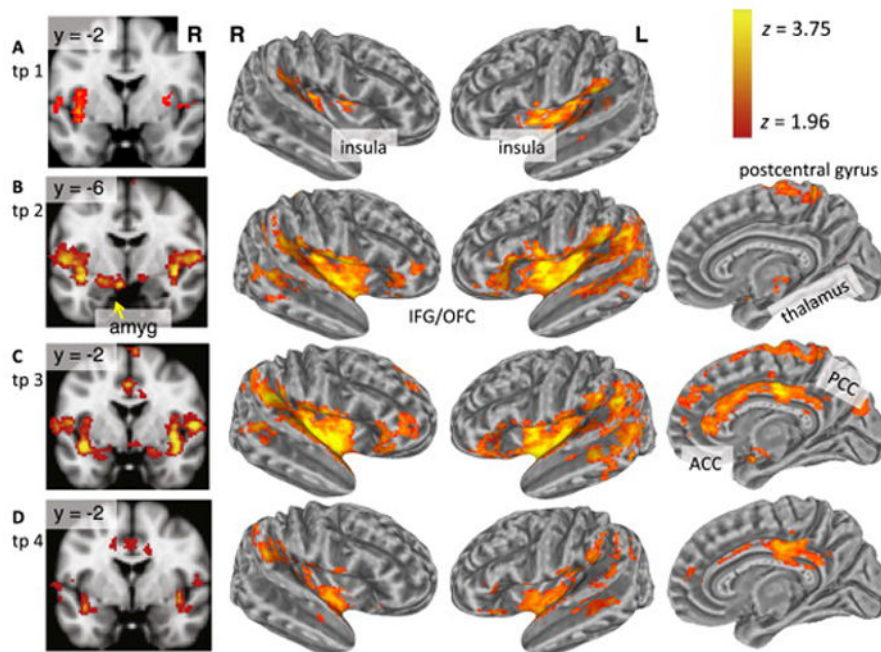 A
tp 1
y = -2
R
R
L
insula
insula
z = 3.75
z = 1.96
B
tp 2
y = -6
amyg
IFG/OFC
postcentral gyrus
thalamus
C
tp 3
y = -2
PCC
ACC
D
tp 4
y = -2